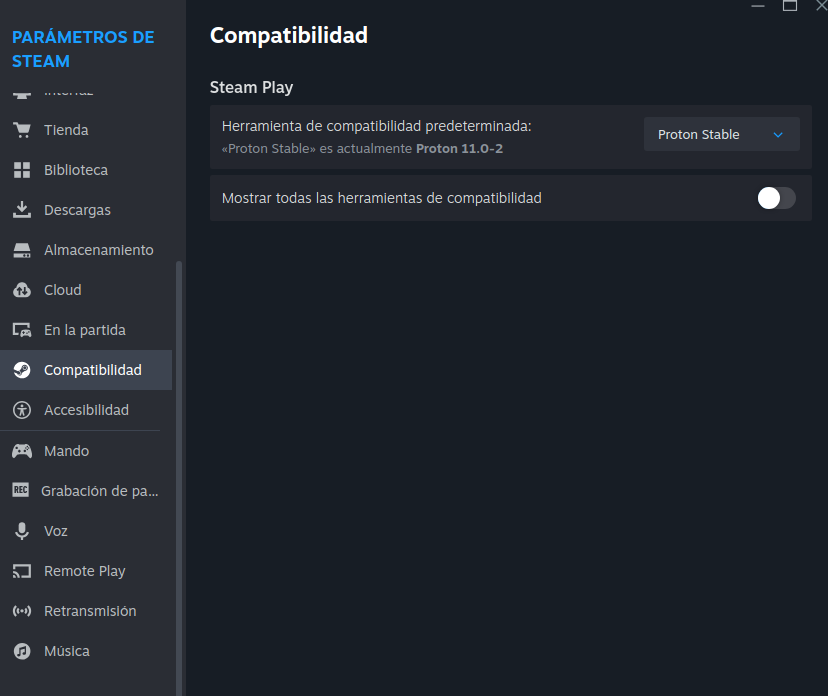 PARÁMETROS DE
STEAM
Interfaz
Tienda
Biblioteca
Descargas
Almacenamiento
Cloud
En la partida
Compatibilidad
Accesibilidad
Mando
REC
Grabación de pa...
Voz
Remote Play
Retransmisión
Música
Compatibilidad
Steam Play
Herramienta de compatibilidad predeterminada:
«Proton Stable» es actualmente Proton 11.0-2
Proton Stable
Mostrar todas las herramientas de compatibilidad